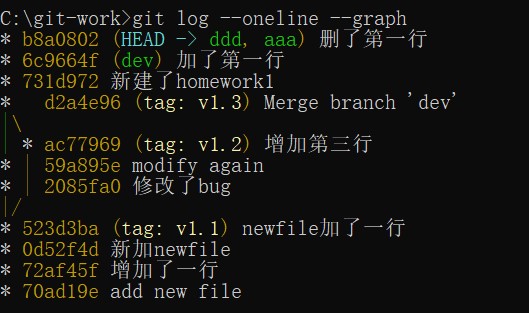 C:\git-work>git log --oneline --graph
* b8a0802 (HEAD -> ddd, aaa) 删了第一行
* 6c9664f (dev) 加了第一行
* 731d972 新建了homework1
*   d2a4e96 (tag: v1.3) Merge branch 'dev'
|\
| * ac77969 (tag: v1.2) 增加第三行
* | 59a895e modify again
* | 2085fa0 修改了bug
|/
* 523d3ba (tag: v1.1) newfile加了一行
* 0d52f4d 新加newfile
* 72af45f 增加了一行
* 70ad19e add new file